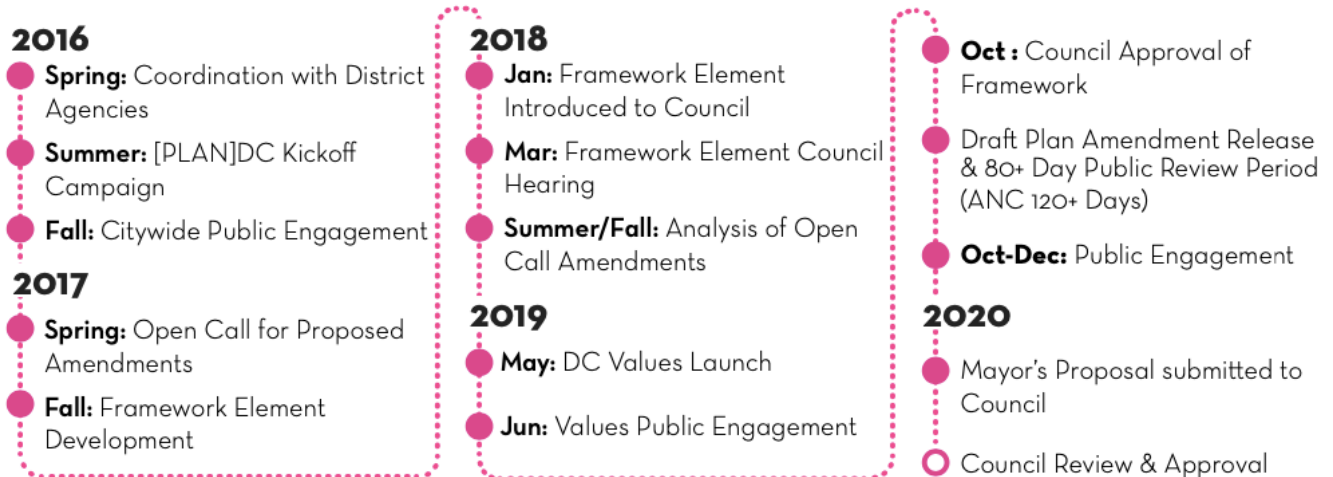 2016
Spring: Coordination with District
Agencies
Summer: [PLAN]DC Kickoff
Campaign
Fall: Citywide Public Engagement
2017
Spring: Open Call for Proposed
Amendments
Fall: Framework Element
Development
2018
Jan: Framework Element
Introduced to Council
Mar: Framework Element Council
Hearing
Summer/Fall: Analysis of Open
Call Amendments
2019
May: DC Values Launch
Jun: Values Public Engagement
Oct : Council Approval of
Framework
Draft Plan Amendment Release
& 80+ Day Public Review Period
(ANC 120+ Days)
Oct-Dec: Public Engagement
2020
Mayor's Proposal submitted to
Council
Council Review & Approval